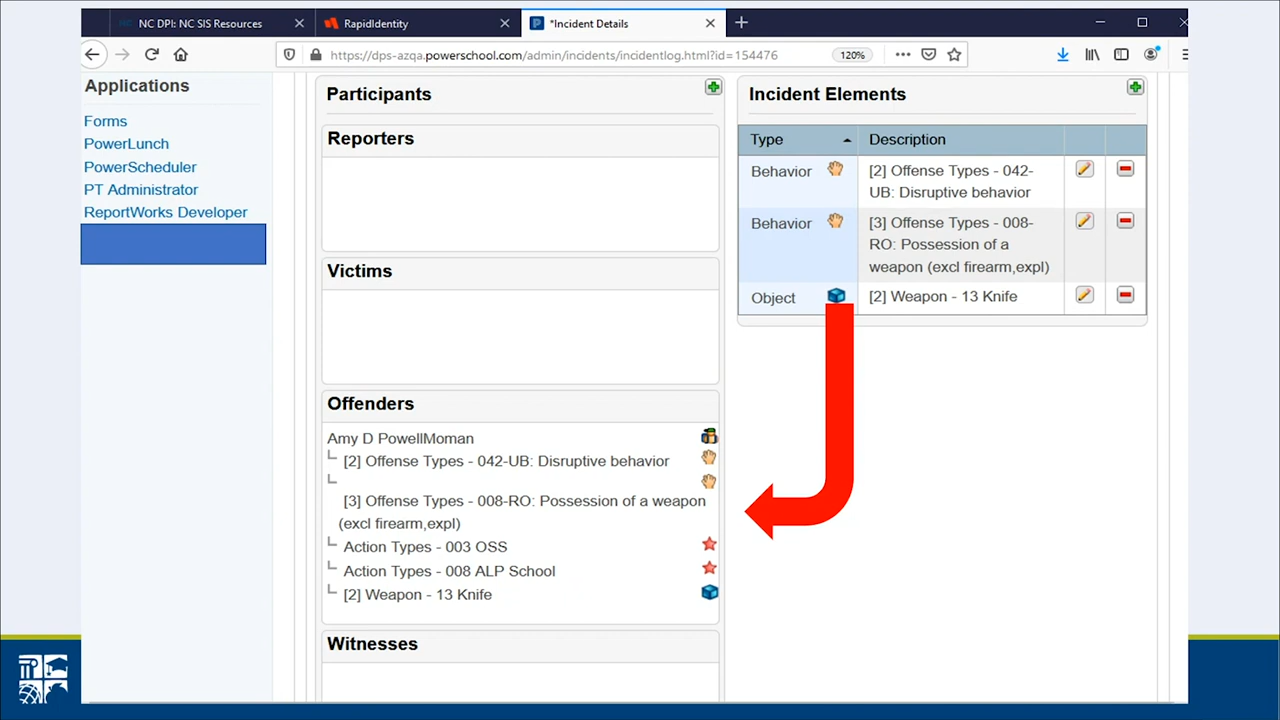 NC DPI: NC SIS Resources
RapidIdentity
*Incident Details
https://dps-azqa.powerschool.com/admin/incidents/incidentlog.html?id=154476
120%
Applications
Forms
PowerLunch
PowerScheduler
PT Administrator
ReportWorks Developer
Participants
Reporters
Victims
Offenders
Amy D PowellMoman
[2] Offense Types - 042-UB: Disruptive behavior
[3] Offense Types - 008-RO: Possession of a weapon
(excl firearm,expl)
Action Types - 003 OSS
Action Types - 008 ALP School
[2] Weapon - 13 Knife
Witnesses
Incident Elements
Type
Description
Behavior
[2] Offense Types - 042-
UB: Disruptive behavior
Behavior
[3] Offense Types - 008-
RO: Possession of a
weapon (excl firearm,expl)
Object
[2] Weapon - 13 Knife